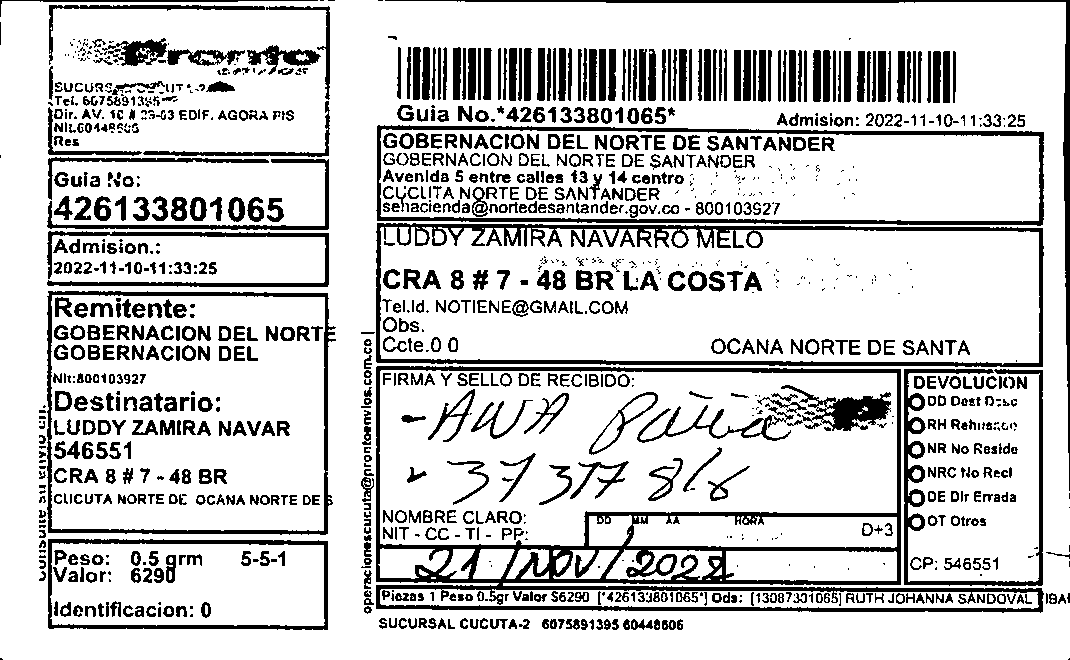 Pronto
Tel. 6075891395
Dir. AV. 10 # 35-03 EDIF. AGORA PIS
Nit.60448606
Res
Guia No:
426133801065
Admision.:
2022-11-10-11:33:25
Remitente:
GOBERNACION DEL NORTE
GOBERNACION DEL
Nit:800103927
Destinatario:
LUDDY ZAMIRA NAVAR
546551
CRA 8 # 7 - 48 BR
CUCUTA NORTE DE OCANA NORTE DE S
Peso: 0.5 grm 5-5-1
Valor: 6290
Identificacion: 0
operacionescucuta@prontoenvios.com.co
Guia No.*426133801065*
Admision: 2022-11-10-11:33:25
GOBERNACION DEL NORTE DE SANTANDER
GOBERNACION DEL NORTE DE SANTANDER
Avenida 5 entre calles 13 y 14 centro
CUCUTA NORTE DE SANTANDER
sehacienda@nortedesantander.gov.co - 800103927
LUDDY ZAMIRA NAVARRO MELO
CRA 8 # 7 - 48 BR LA COSTA
Tel.Id. NOTIENE@GMAIL.COM
Obs.
Ccte.0 0 OCANA NORTE DE SANTA
FIRMA Y SELLO DE RECIBIDO:
37 377 816
NOMBRE CLARO:
NIT - CC - TI - PP:
DD MM AA HORA
D+3
21/NOV/2022
DEVOLUCION
DD Dest Desc
RH Rehusado
NR No Reside
NRC No Recl
DE Dir Errada
OT Otros
CP: 546551
Piezas 1 Peso 0.5gr Valor $6290 [*426133801065*] Ods: [13087331065] RUTH JOHANNA SANDOVAL
SUCURSAL CUCUTA-2 6075891395 60448606